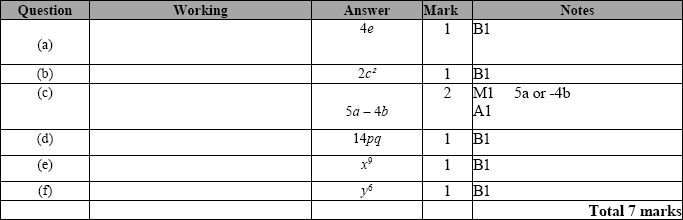 Question Working Answer Mark Notes
(a) 4e 1 B1
(b) 2c² 1 B1
(c) 2 M1 5a or -4b
5a – 4b A1
(d) 14pq 1 B1
(e) x⁹ 1 B1
(f) y⁶ 1 B1
Total 7 marks